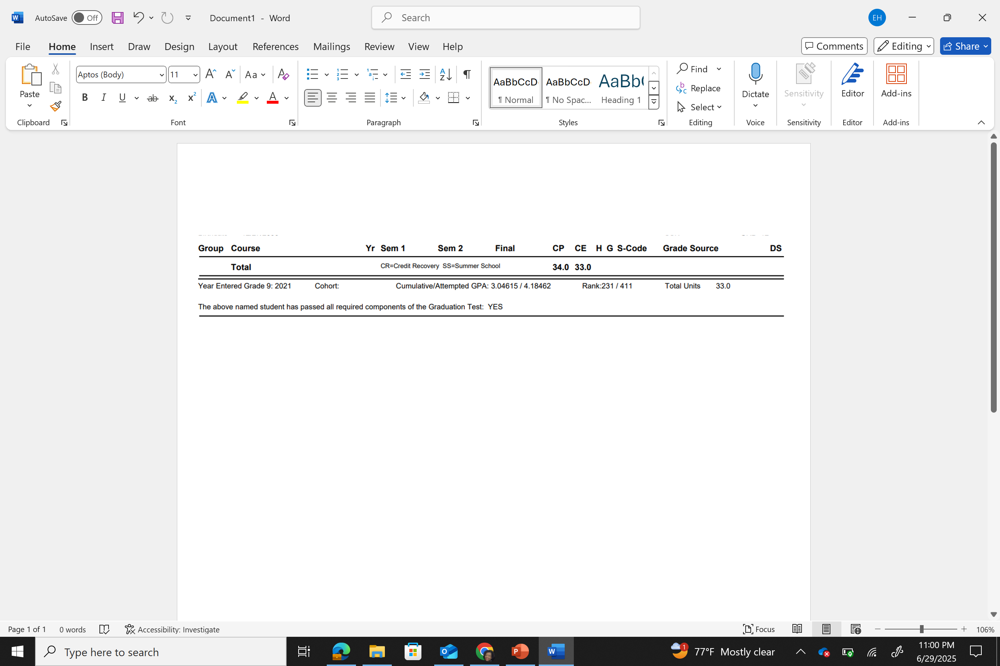 AutoSave Off Document1 - Word Search EH
File Home Insert Draw Design Layout References Mailings Review View Help Comments Editing Share
Paste Aptos (Body) 11 A A Aa A B I U ab x2 x2 A A
AaBbCcD AaBbCcD AaBb(
¶ Normal ¶ No Spac... Heading 1
Find
Replace
Select
Dictate Sensitivity Editor Add-ins
Clipboard Font Paragraph Styles Editing Voice Sensitivity Editor Add-ins
Group Course Yr Sem 1 Sem 2 Final CP CE H G S-Code Grade Source DS
Total CR=Credit Recovery SS=Summer School 34.0 33.0
Year Entered Grade 9: 2021 Cohort: Cumulative/Attempted GPA: 3.04615 / 4.18462 Rank:231 / 411 Total Units 33.0
The above named student has passed all required components of the Graduation Test: YES
Page 1 of 1 0 words Accessibility: Investigate Focus 106%
Type here to search 1 77°F Mostly clear 11:00 PM
6/29/2025